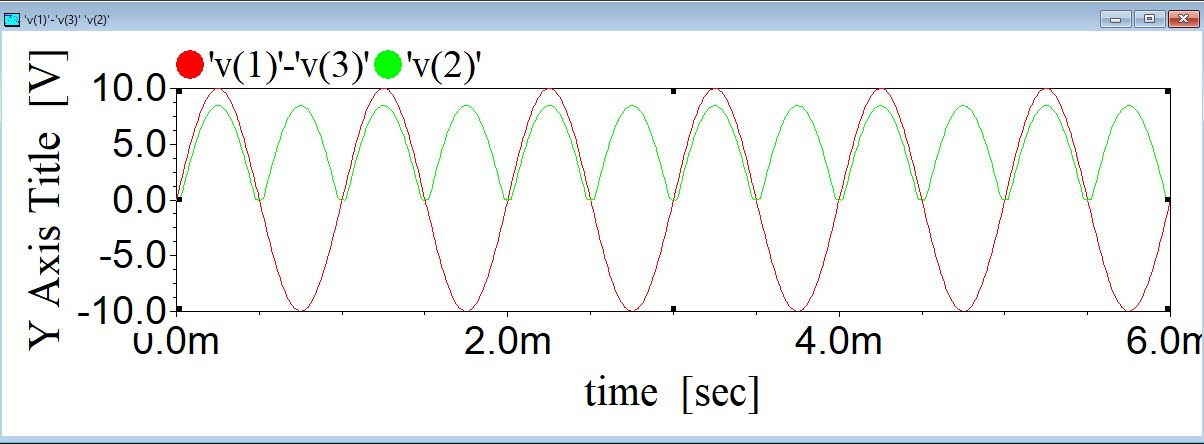 'v(1)'-'v(3)' 'v(2)'
'v(1)'-'v(3)' 'v(2)'
Y Axis Title [V]
10.0
5.0
0.0
-5.0
-10.0
0.0m 2.0m 4.0m 6.0m
time [sec]